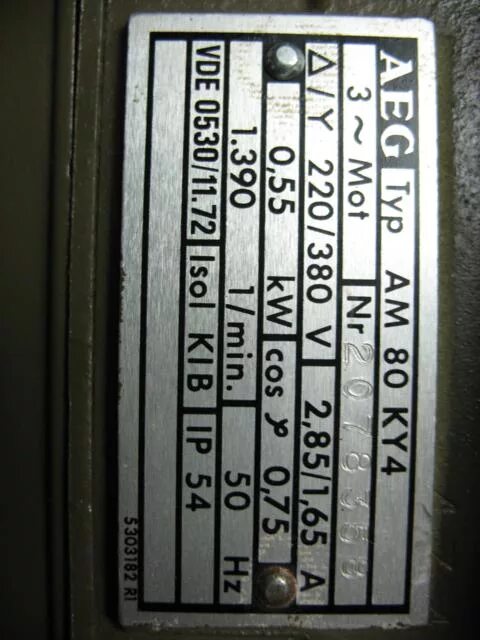 AEG Typ AM 80 KY4
3~Mot Nr 2078358
Δ/Y 220/380 V 2,85/1,65 A
0,55 kW cos φ 0,75
1.390 1/min. 50 Hz
VDE 0530/11.72 Isol KIB IP 54
5303182 R1